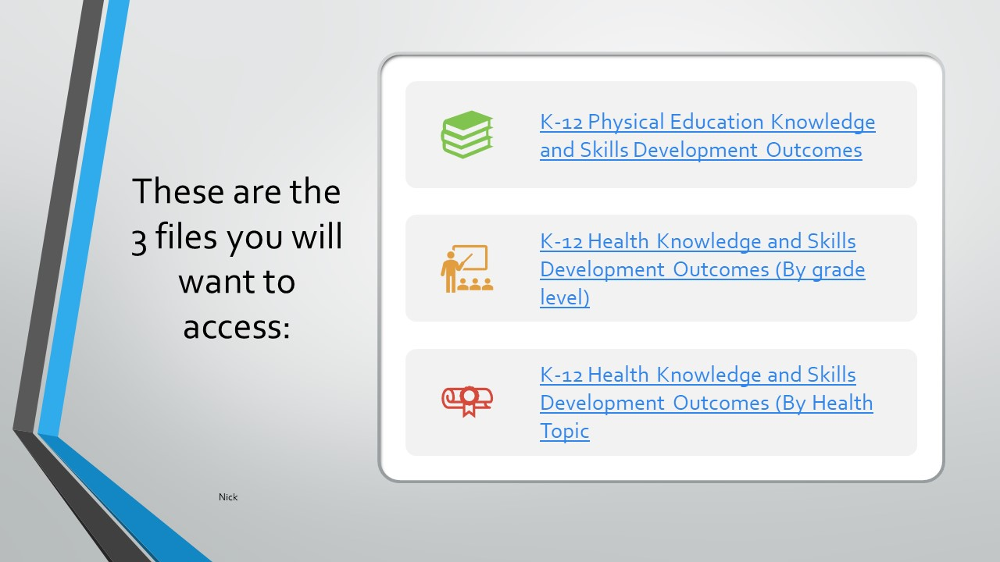 These are the
3 files you will
want to
access:
K-12 Physical Education Knowledge
and Skills Development Outcomes
K-12 Health Knowledge and Skills
Development Outcomes (By grade
level)
K-12 Health Knowledge and Skills
Development Outcomes (By Health
Topic
Nick